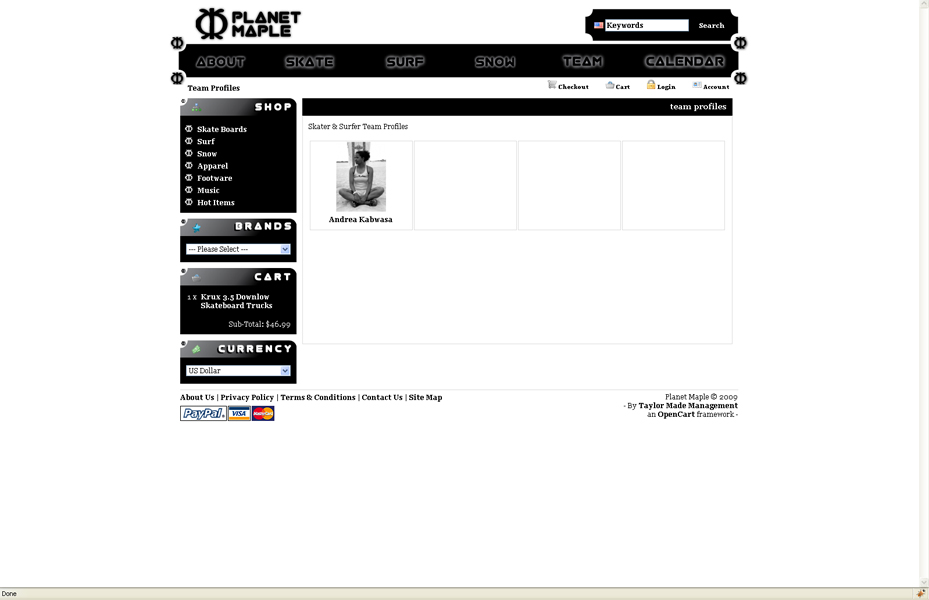 PLANET
MAPLE
Keywords
Search
ABOUT
SKATE
SURF
SNOW
TEAM
CALENDAR
Team Profiles
Checkout
Cart
Login
Account
SHOP
Skate Boards
Surf
Snow
Apparel
Footware
Music
Hot Items
BRANDS
--- Please Select ---
CART
1 x Krux 3.5 Downlow
Skateboard Trucks
Sub-Total: $46.99
CURRENCY
US Dollar
team profiles
Skater & Surfer Team Profiles
Andrea Kabwasa
About Us | Privacy Policy | Terms & Conditions | Contact Us | Site Map
PayPal
VISA
MasterCard
Planet Maple © 2009
- By Taylor Made Management
an OpenCart framework -
Done